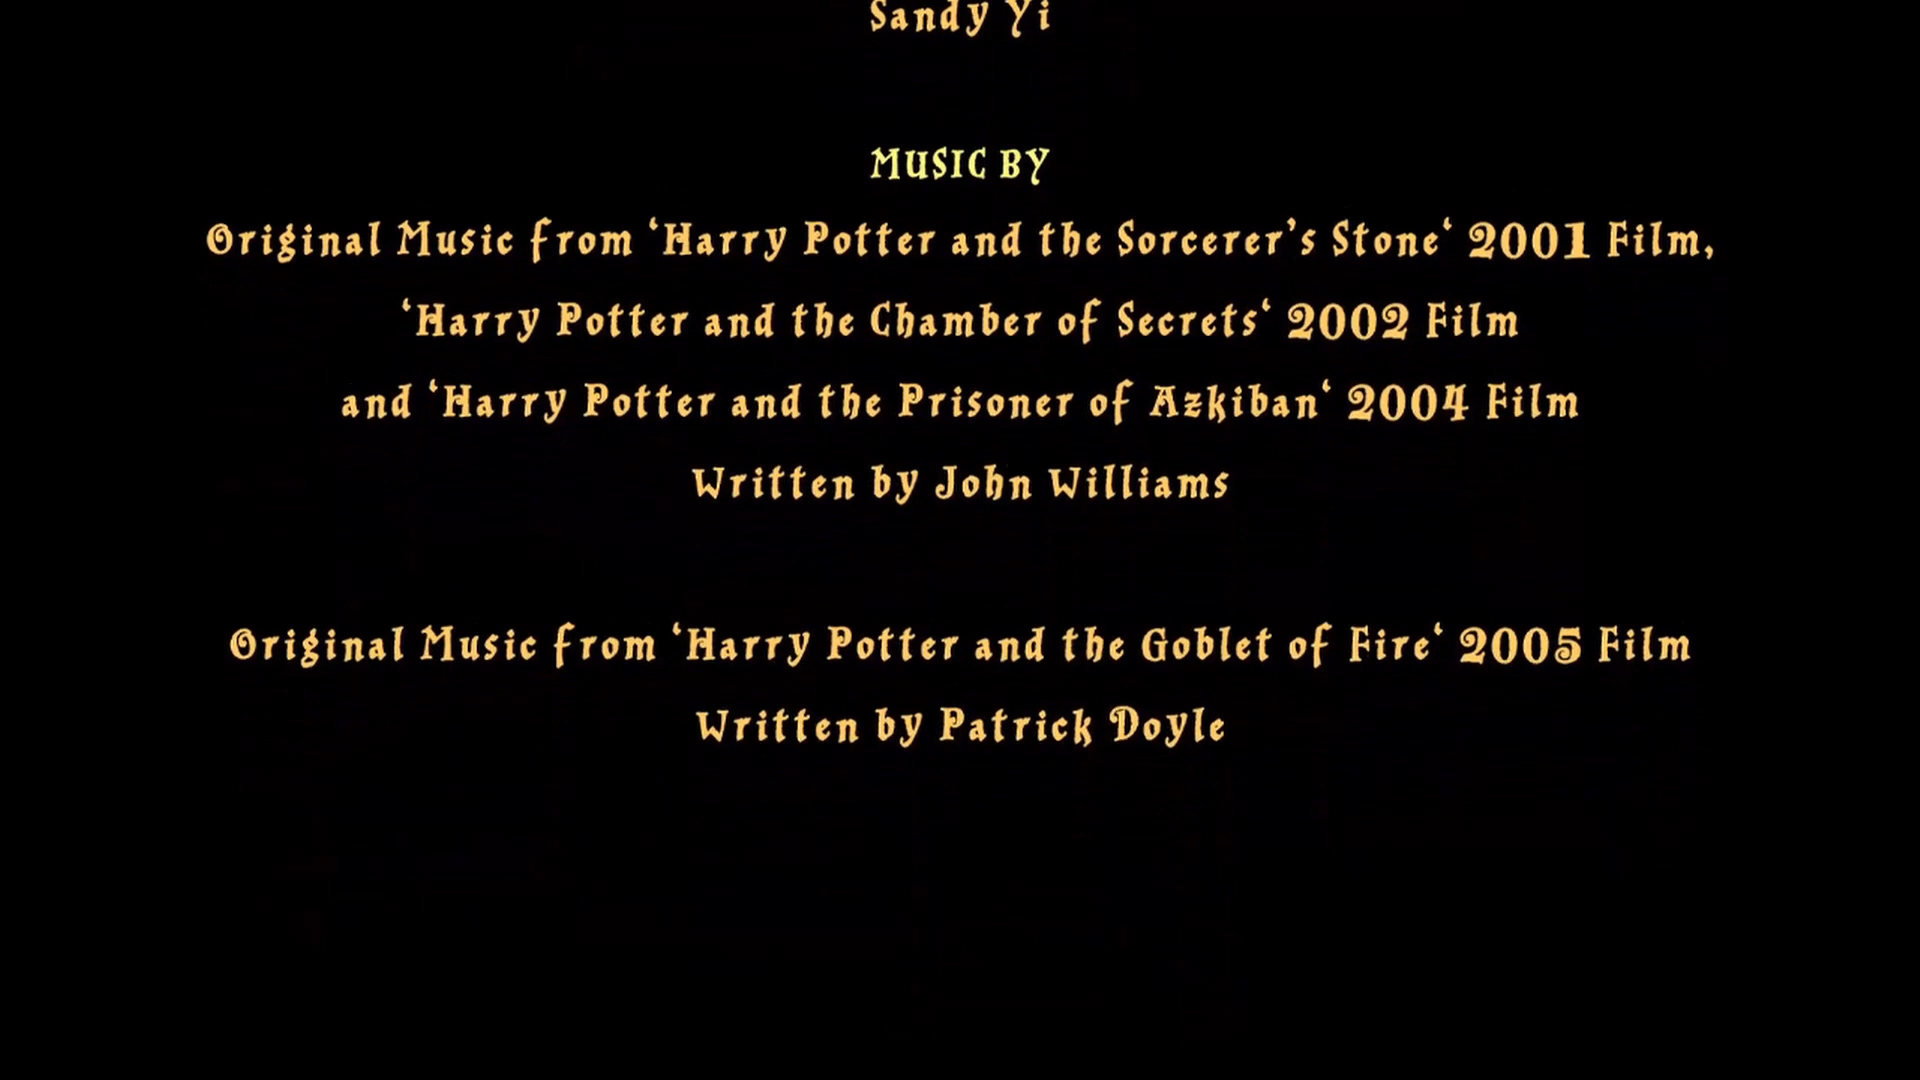 Sandy Yi
MUSIC BY
Original Music from ‘Harry Potter and the Sorcerer’s Stone‘ 2001 Film,
‘Harry Potter and the Chamber of Secrets‘ 2002 Film
and ‘Harry Potter and the Prisoner of Azkiban‘ 2004 Film
Written by John Williams
Original Music from ‘Harry Potter and the Goblet of Fire‘ 2005 Film
Written by Patrick Doyle